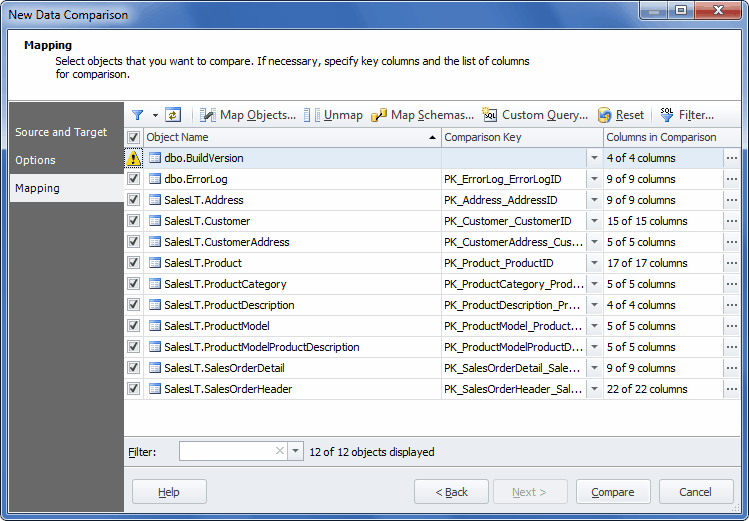 New Data Comparison
Mapping
Select objects that you want to compare. If necessary, specify key columns and the list of columns
for comparison.
Source and Target
Options
Mapping
Map Objects... Unmap Map Schemas... Custom Query... Reset Filter...
Object Name Comparison Key Columns in Comparison
dbo.BuildVersion 4 of 4 columns ...
dbo.ErrorLog PK_ErrorLog_ErrorLogID 9 of 9 columns ...
SalesLT.Address PK_Address_AddressID 9 of 9 columns ...
SalesLT.Customer PK_Customer_CustomerID 15 of 15 columns ...
SalesLT.CustomerAddress PK_CustomerAddress_Cus... 5 of 5 columns ...
SalesLT.Product PK_Product_ProductID 17 of 17 columns ...
SalesLT.ProductCategory PK_ProductCategory_Prod... 5 of 5 columns ...
SalesLT.ProductDescription PK_ProductDescription_Pr... 4 of 4 columns ...
SalesLT.ProductModel PK_ProductModel_Product... 5 of 5 columns ...
SalesLT.ProductModelProductDescription PK_ProductModelProductD... 5 of 5 columns ...
SalesLT.SalesOrderDetail PK_SalesOrderDetail_Sale... 9 of 9 columns ...
SalesLT.SalesOrderHeader PK_SalesOrderHeader_Sal... 22 of 22 columns ...
Filter: 12 of 12 objects displayed
Help < Back Next > Compare Cancel